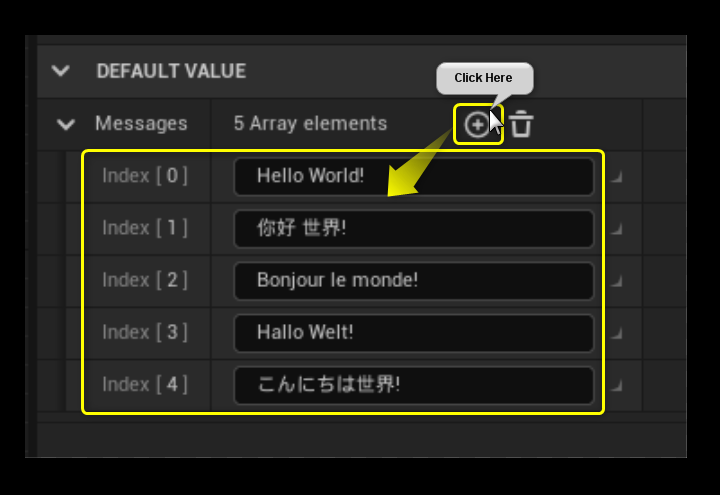 DEFAULT VALUE
Click Here
Messages 5 Array elements
Index [ 0 ] Hello World!
Index [ 1 ] 你好 世界!
Index [ 2 ] Bonjour le monde!
Index [ 3 ] Hallo Welt!
Index [ 4 ] こんにちは世界!